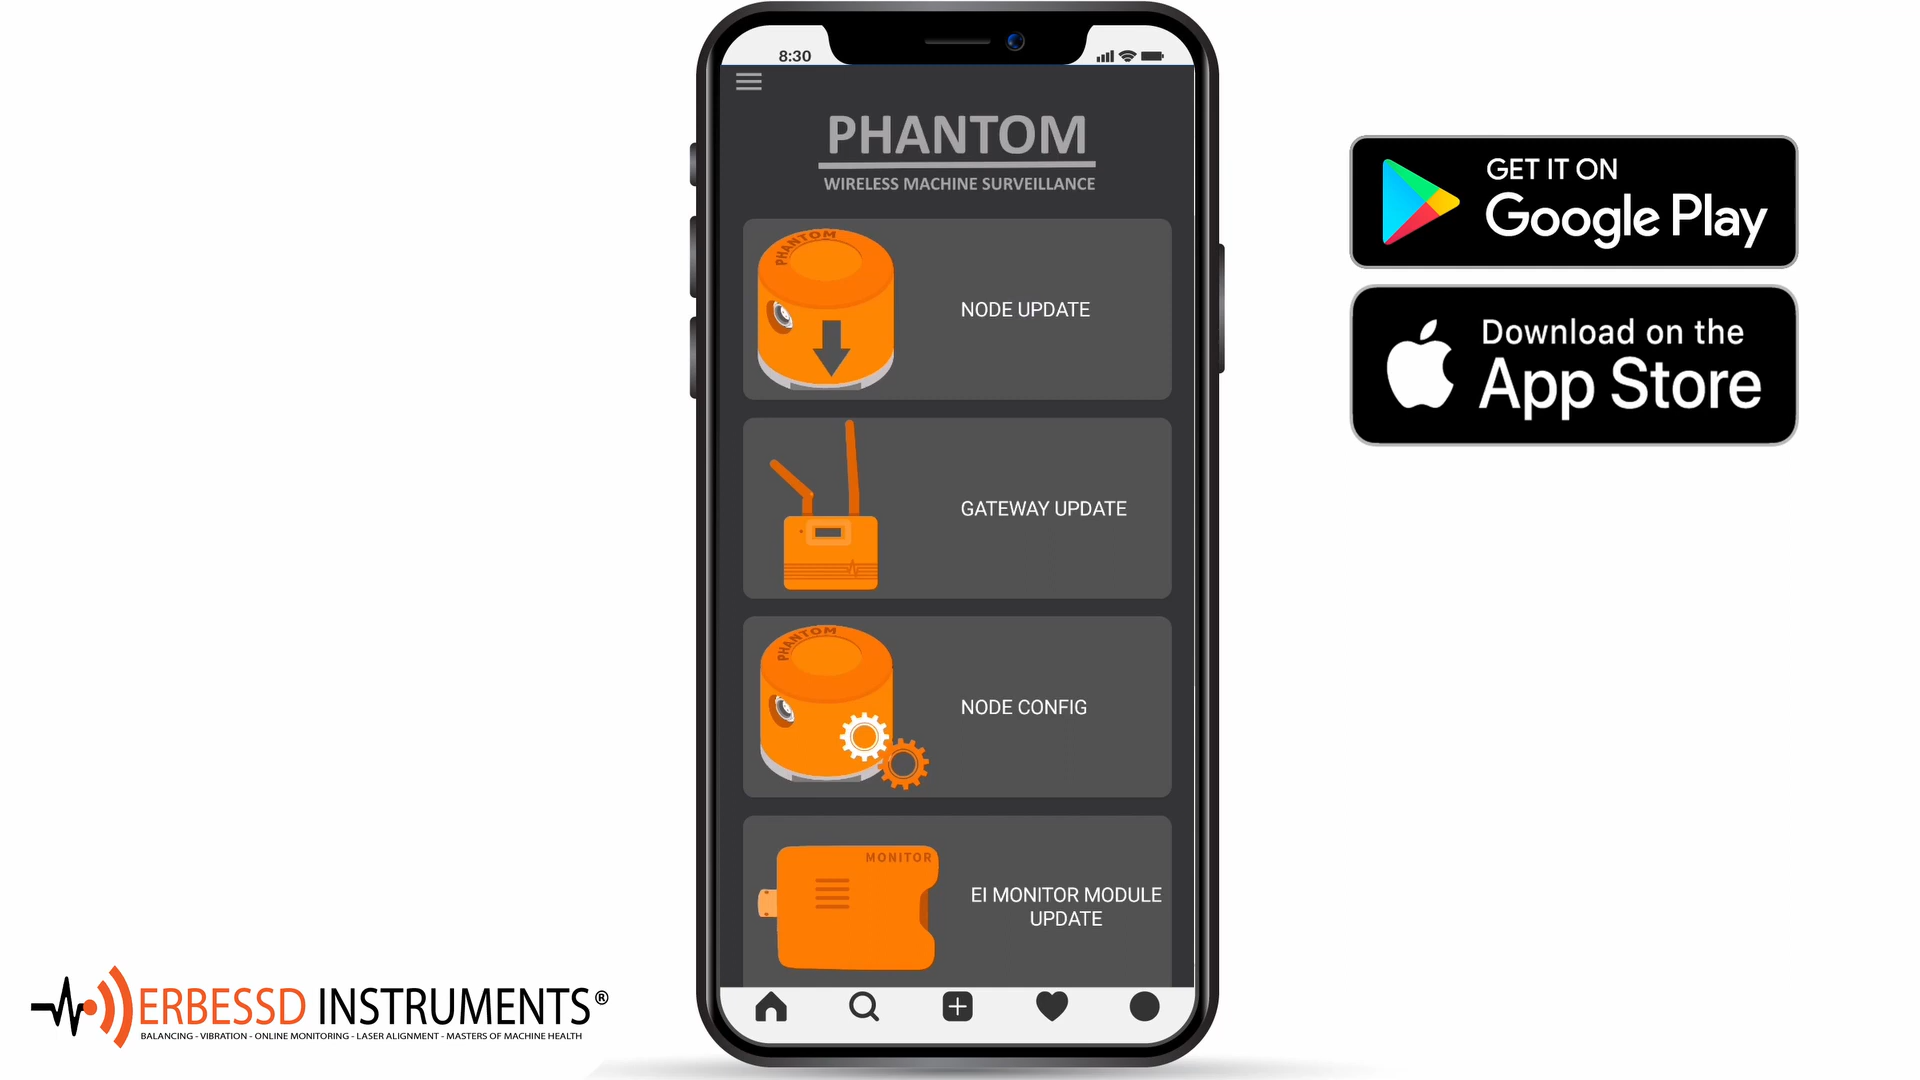 8:30
PHANTOM
WIRELESS MACHINE SURVEILLANCE
PHANTOM
NODE UPDATE
GATEWAY UPDATE
PHANTOM
NODE CONFIG
MONITOR
EI MONITOR MODULE
UPDATE
GET IT ON
Google Play
Download on the
App Store
ERBESSD INSTRUMENTS®
BALANCING - VIBRATION - ONLINE MONITORING - LASER ALIGNMENT - MASTERS OF MACHINE HEALTH